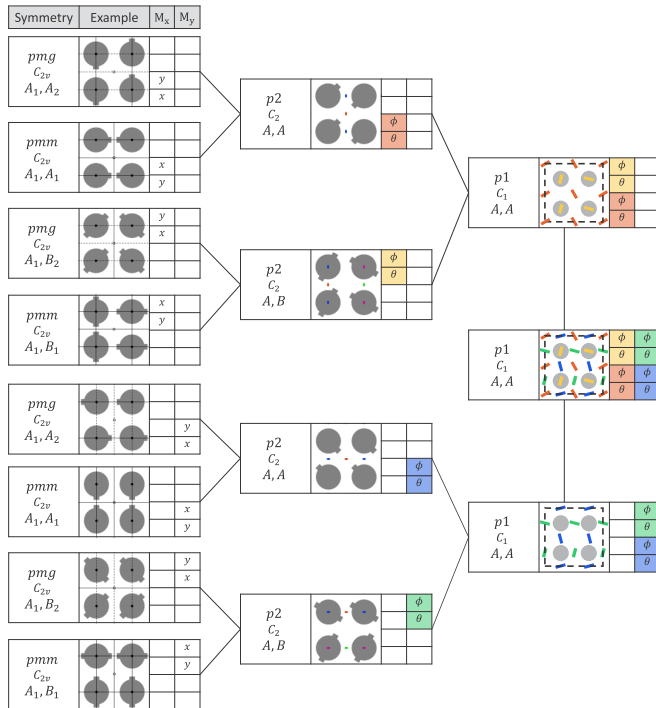 Symmetry Example Mx My
pmg
C2v
A1, A2
y
x
pmm
C2v
A1, A1
x
y
pmg
C2v
A1, B2
y
x
pmm
C2v
A1, B1
x
y
pmg
C2v
A1, A2
y
x
pmm
C2v
A1, A1
x
y
pmg
C2v
A1, B2
y
x
pmm
C2v
A1, B1
x
y
p2
C2
A, A
ϕ
θ
p2
C2
A, B
ϕ
θ
p2
C2
A, A
ϕ
θ
p2
C2
A, B
ϕ
θ
p1
C1
A, A
ϕ
θ
ϕ
θ
p1
C1
A, A
ϕ ϕ
θ θ
ϕ ϕ
θ θ
p1
C1
A, A
ϕ
θ
ϕ
θ